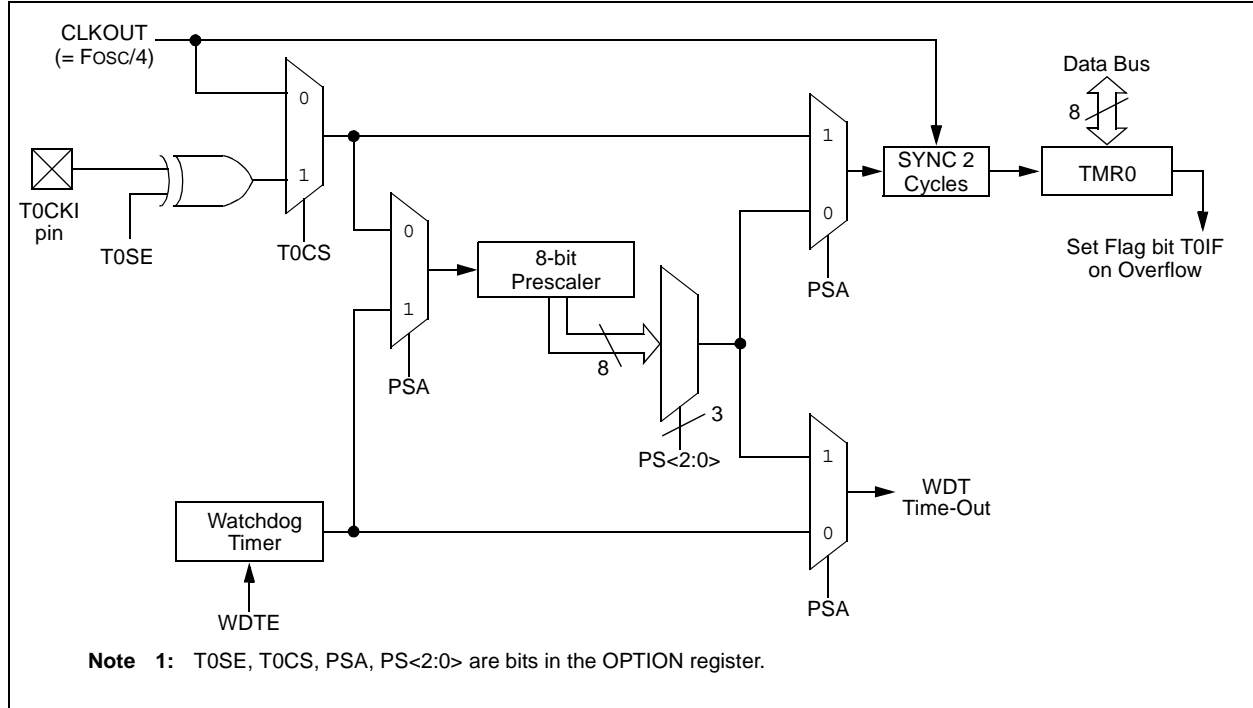 CLKOUT
(= FOSC/4)
0
1
T0CKI
pin
T0SE
T0CS
0
1
PSA
8-bit
Prescaler
8
3
PS<2:0>
1
0
PSA
SYNC 2
Cycles
Data Bus
8
TMR0
Set Flag bit T0IF
on Overflow
1
0
PSA
WDT
Time-Out
Watchdog
Timer
WDTE
Note 1: T0SE, T0CS, PSA, PS<2:0> are bits in the OPTION register.